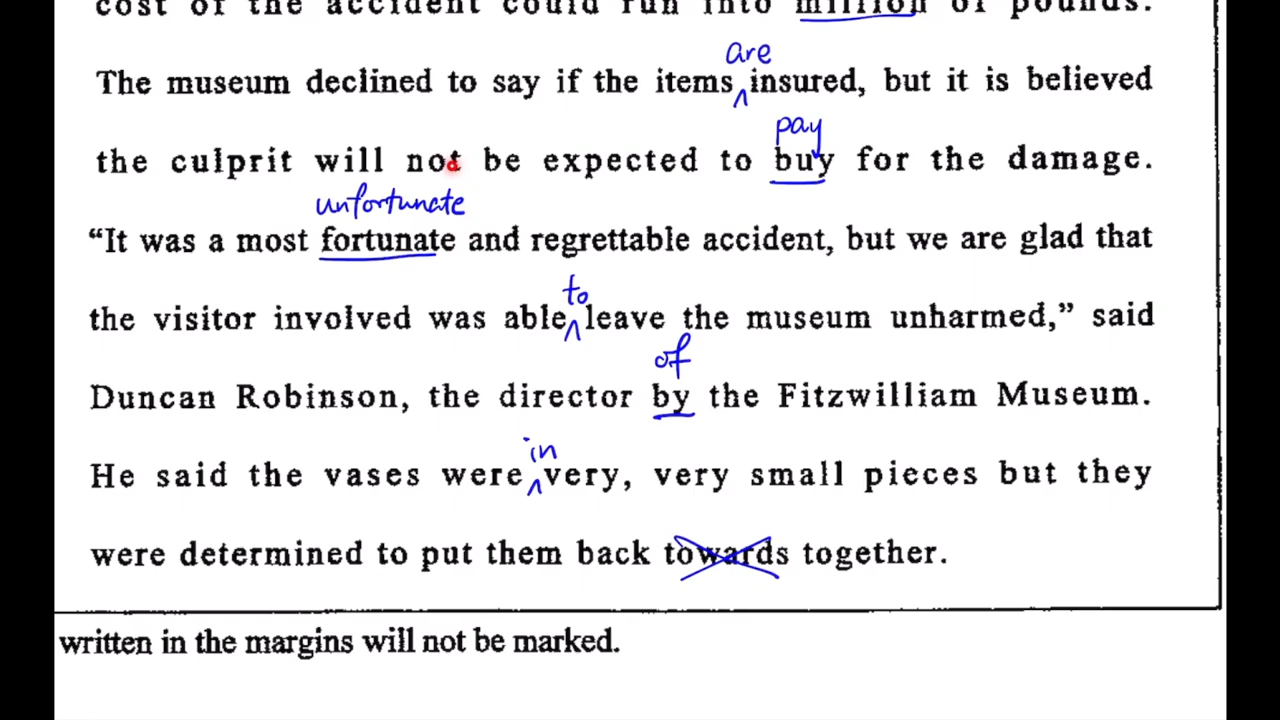 cost of the accident could run into million of pounds.
are
The museum declined to say if the items ^ insured, but it is believed
pay
the culprit will not be expected to buy for the damage.
unfortunate
“It was a most fortunate and regrettable accident, but we are glad that
to
the visitor involved was able ^ leave the museum unharmed,” said
of
Duncan Robinson, the director by the Fitzwilliam Museum.
in
He said the vases were ^ very, very small pieces but they
were determined to put them back towards together.
written in the margins will not be marked.